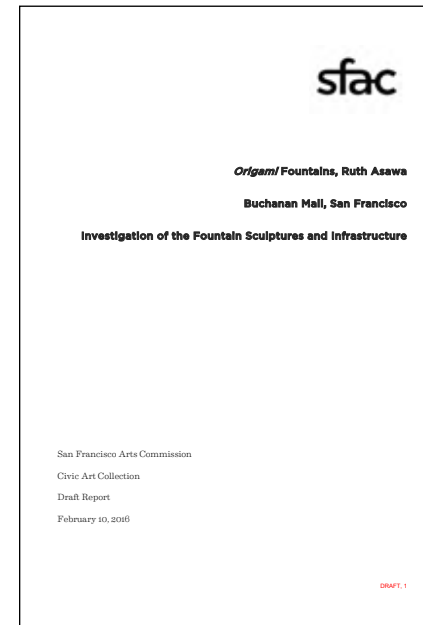 sfac
Origami Fountains, Ruth Asawa
Buchanan Mall, San Francisco
Investigation of the Fountain Sculptures and Infrastructure
San Francisco Arts Commission
Civic Art Collection
Draft Report
February 10, 2016
DRAFT. 1